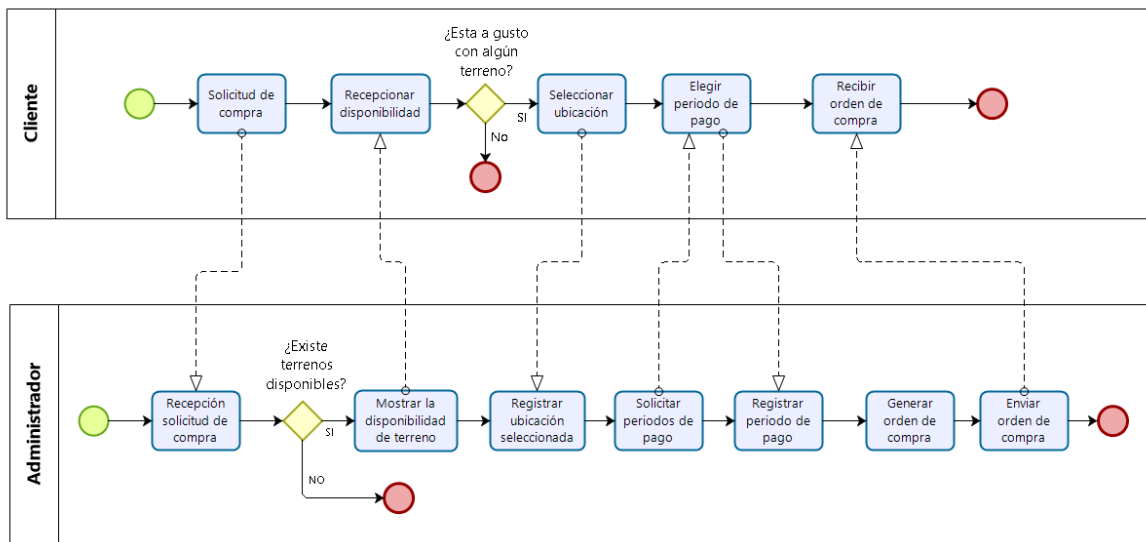 Cliente
Solicitud de
compra
Recepcionar
disponibilidad
¿Esta a gusto
con algún
terreno?
SI
No
Seleccionar
ubicación
Elegir
periodo de
pago
Recibir
orden de
compra
Administrador
Recepción
solicitud de
compra
¿Existe
terrenos
disponibles?
SI
NO
Mostrar la
disponibilidad
de terreno
Registrar
ubicación
seleccionada
Solicitar
periodos de
pago
Registrar
periodo de
pago
Generar
orden de
compra
Enviar
orden de
compra